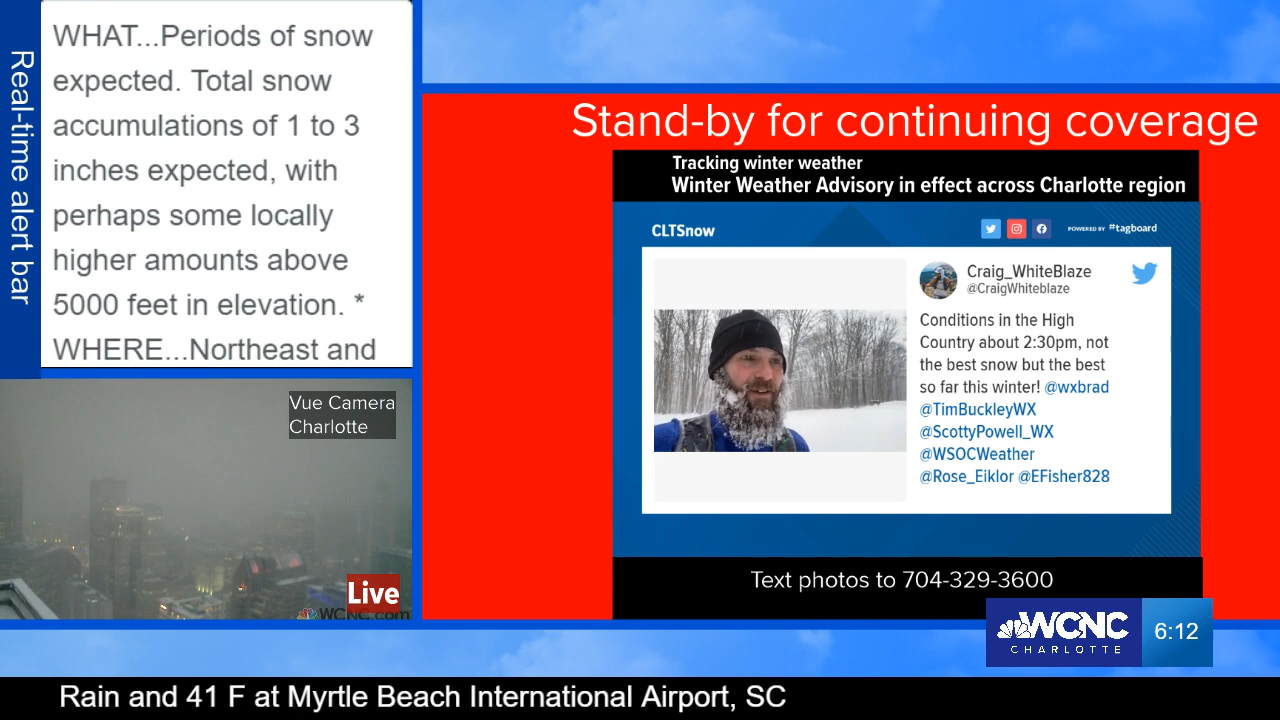 Real-time alert bar
WHAT...Periods of snow
expected. Total snow
accumulations of 1 to 3
inches expected, with
perhaps some locally
higher amounts above
5000 feet in elevation. *
WHERE...Northeast and
Vue Camera
Charlotte
Live
WCNC.com
Stand-by for continuing coverage
Tracking winter weather
Winter Weather Advisory in effect across Charlotte region
CLTSnow
POWERED BY #tagboard
Craig_WhiteBlaze
@CraigWhiteblaze
Conditions in the High
Country about 2:30pm, not
the best snow but the best
so far this winter! @wxbrad
@TimBuckleyWX
@ScottyPowell_WX
@WSOCWeather
@Rose_Eiklor @EFisher828
Text photos to 704-329-3600
WCNC
CHARLOTTE
6:12
Rain and 41 F at Myrtle Beach International Airport, SC